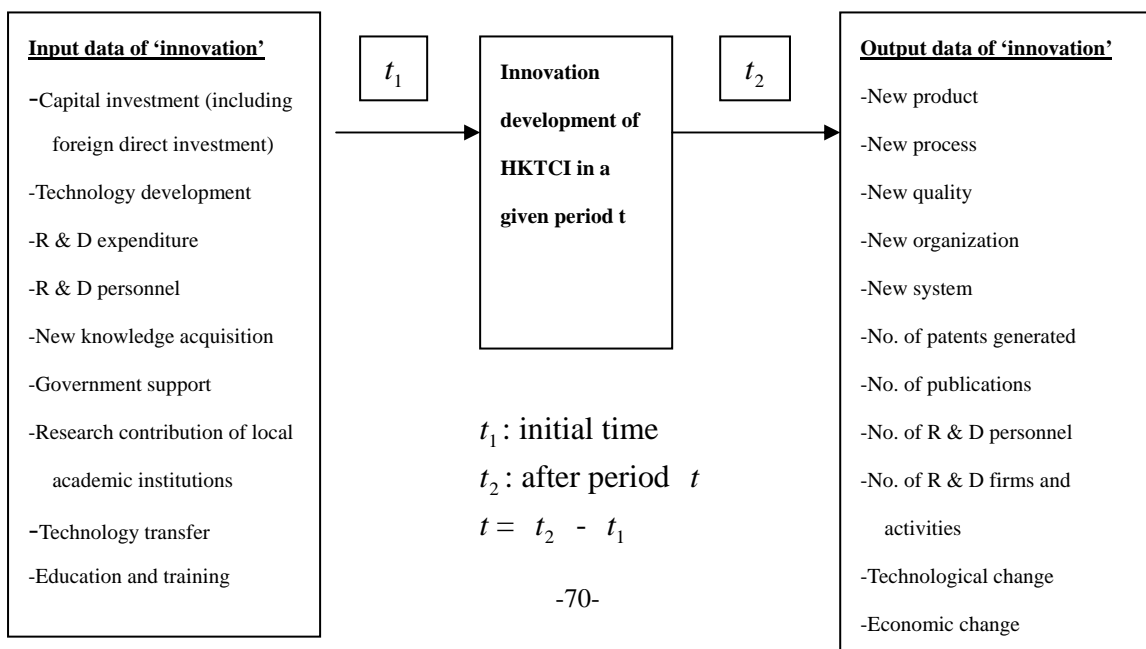 Input data of ‘innovation’
-Capital investment (including
foreign direct investment)
-Technology development
-R & D expenditure
-R & D personnel
-New knowledge acquisition
-Government support
-Research contribution of local
academic institutions
-Technology transfer
-Education and training
t₁
Innovation
development of
HKTCI in a
given period t
t₁: initial time
t₂: after period t
t = t₂ - t₁
-70-
t₂
Output data of ‘innovation’
-New product
-New process
-New quality
-New organization
-New system
-No. of patents generated
-No. of publications
-No. of R & D personnel
-No. of R & D firms and
activities
-Technological change
-Economic change